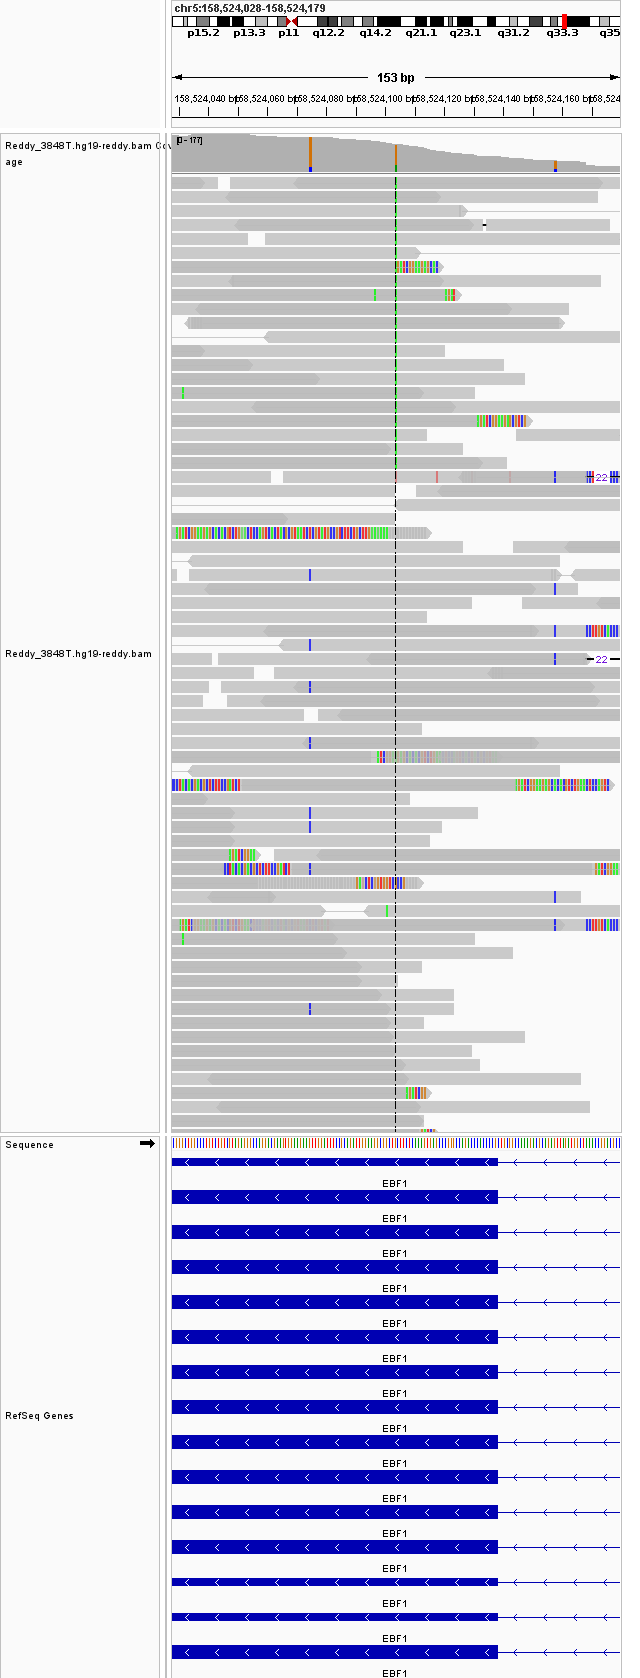 chr5:158,524,028-158,524,179
p15.2 p13.3 p11 q12.2 q14.2 q21.1 q23.1 q31.2 q33.3 q35
153 bp
158,524,040 bp 158,524,060 bp 158,524,080 bp 158,524,100 bp 158,524,120 bp 158,524,140 bp 158,524,160 bp 158,524
Reddy_3848T.hg19-reddy.bam Cov
age
[0 - 177]
22
Reddy_3848T.hg19-reddy.bam
22
Sequence
EBF1
EBF1
EBF1
EBF1
EBF1
EBF1
EBF1
RefSeq Genes
EBF1
EBF1
EBF1
EBF1
EBF1
EBF1
EBF1
EBF1